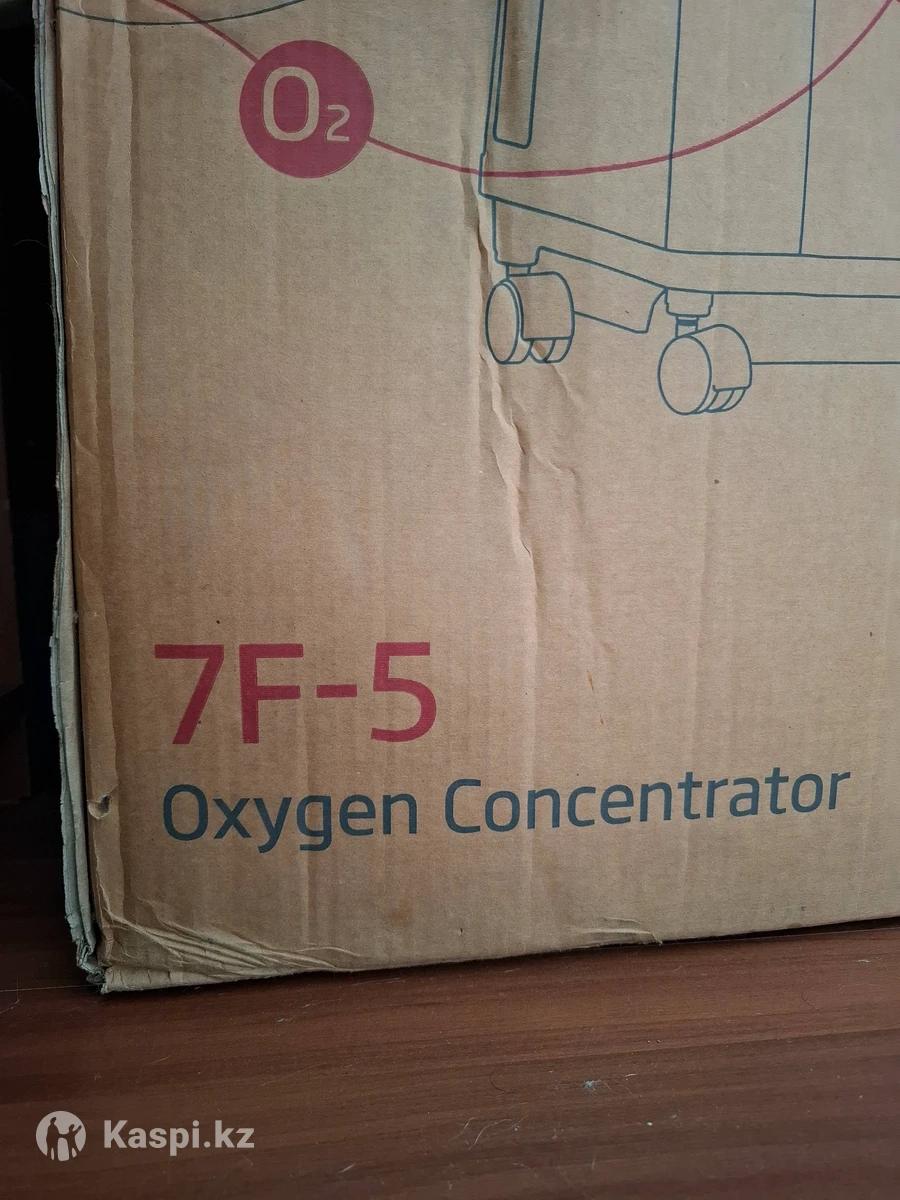 O2
7F-5
Oxygen Concentrator
Kaspi.kz